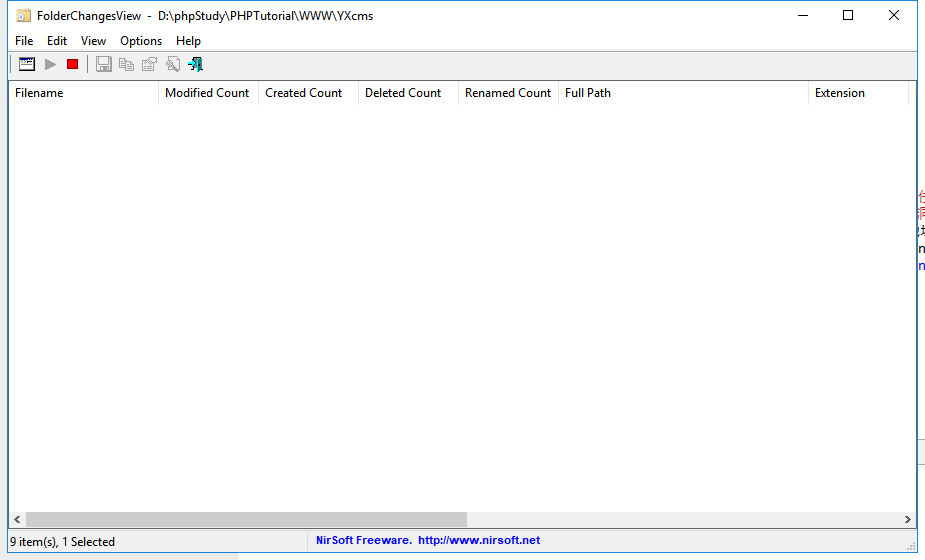 FolderChangesView - D:\phpStudy\PHPTutorial\WWW\YXcms
File Edit View Options Help
Filename Modified Count Created Count Deleted Count Renamed Count Full Path Extension
9 item(s), 1 Selected NirSoft Freeware. http://www.nirsoft.net